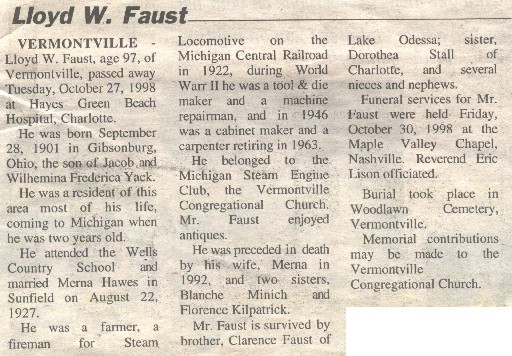 Lloyd W. Faust
VERMONTVILLE -
Lloyd W. Faust, age 97, of
Vermontville, passed away
Tuesday, October 27, 1998
at Hayes Green Beach
Hospital, Charlotte.
He was born September
28, 1901 in Gibsonburg,
Ohio, the son of Jacob and
Wilhemina Frederica Yack.
He was a resident of this
area most of his life,
coming to Michigan when
he was two years old.
He attended the Wells
Country School and
married Merna Hawes in
Sunfield on August 22,
1927.
He was a farmer, a
fireman for Steam
Locomotive on the
Michigan Central Railroad
in 1922, during World
Warr II he was a tool & die
maker and a machine
repairman, and in 1946
was a cabinet maker and a
carpenter retiring in 1963.
He belonged to the
Michigan Steam Engine
Club, the Vermontville
Congregational Church.
Mr. Faust enjoyed
antiques.
He was preceded in death
by his wife, Merna in
1992, and two sisters,
Blanche Minich and
Florence Kilpatrick.
Mr. Faust is survived by
brother, Clarence Faust of
Lake Odessa; sister,
Dorothea Stall of
Charlotte, and several
nieces and nephews.
Funeral services for Mr.
Faust were held Friday,
October 30, 1998 at the
Maple Valley Chapel,
Nashville. Reverend Eric
Lison officiated.
Burial took place in
Woodlawn Cemetery,
Vermontville.
Memorial contributions
may be made to the
Vermontville
Congregational Church.